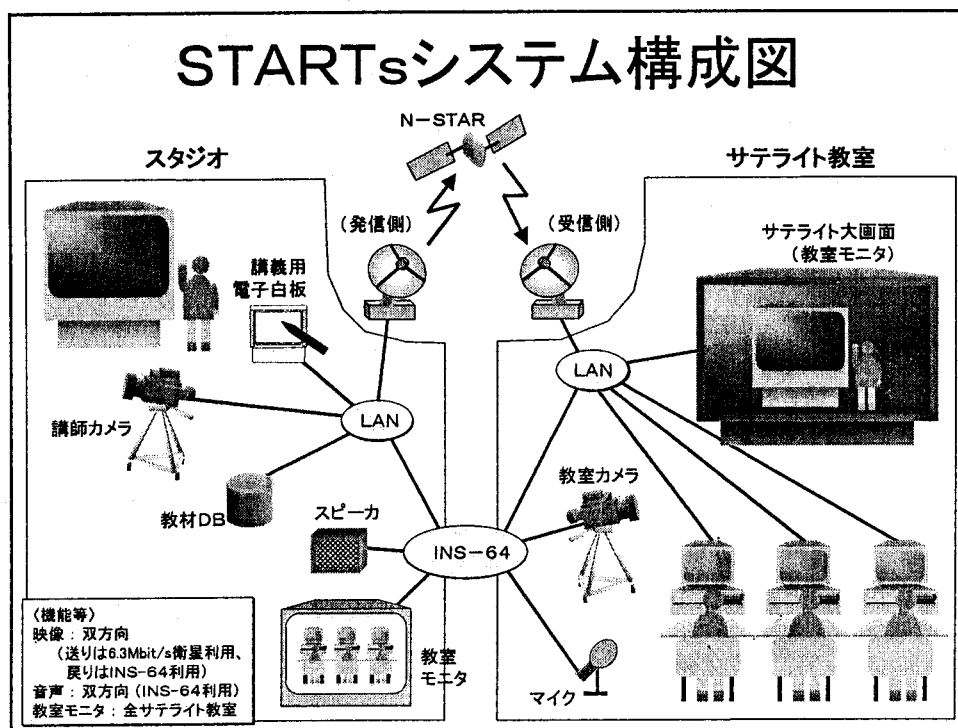 STARTsシステム構成図
N-STAR
スタジオ
サテライト教室
(発信側)
(受信側)
サテライト大画面
(教室モニタ)
講義用
電子白板
LAN
LAN
講師カメラ
教材DB
スピーカ
教室カメラ
INS-64
教室
モニタ
マイク
(機能等)
映像:双方向
(送りは6.3Mbit/s衛星利用、
戻りはINS-64利用)
音声:双方向(INS-64利用)
教室モニタ:全サテライト教室